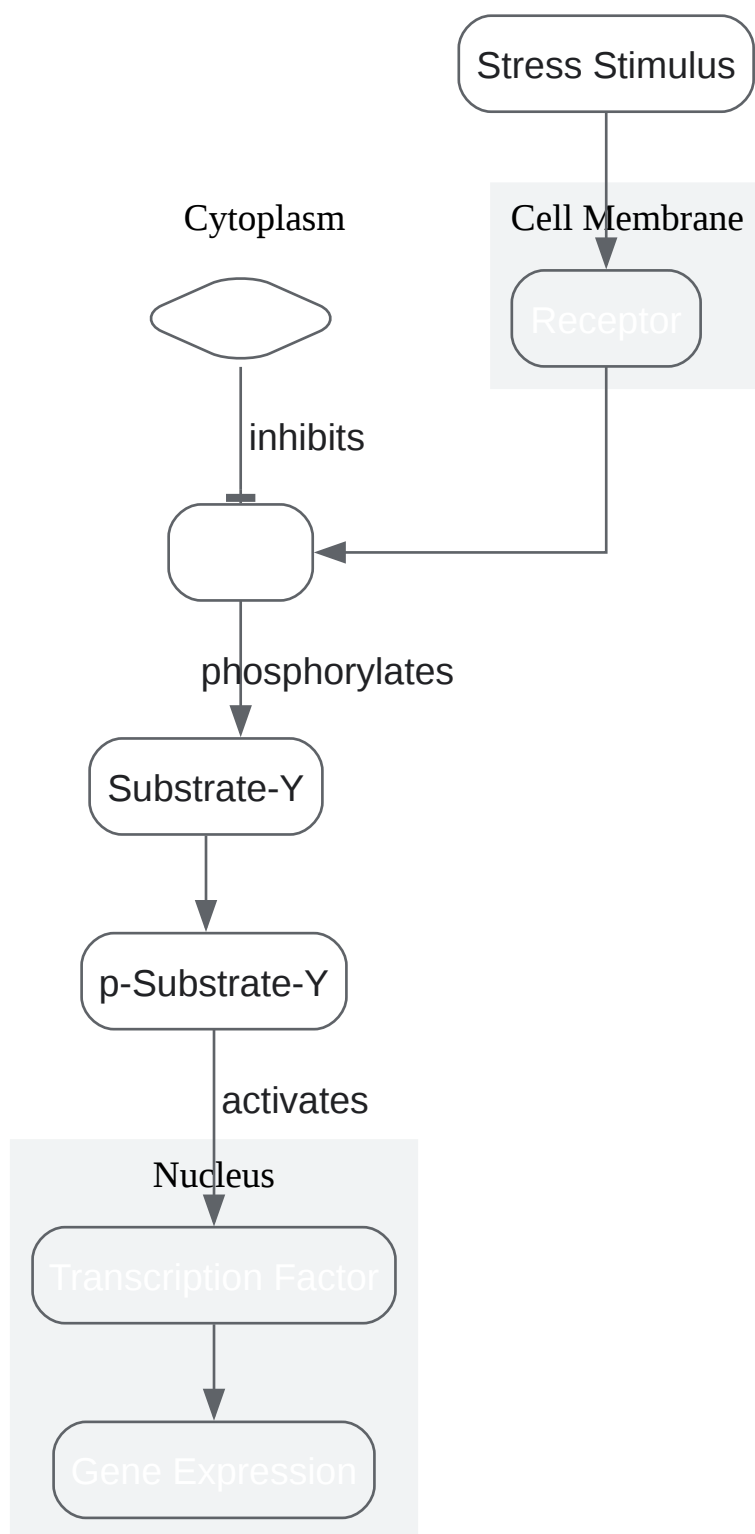 Stress Stimulus
Cytoplasm
Cell Membrane
Receptor
inhibits
phosphorylates
Substrate-Y
p-Substrate-Y
activates
Nucleus
Transcription Factor
Gene Expression